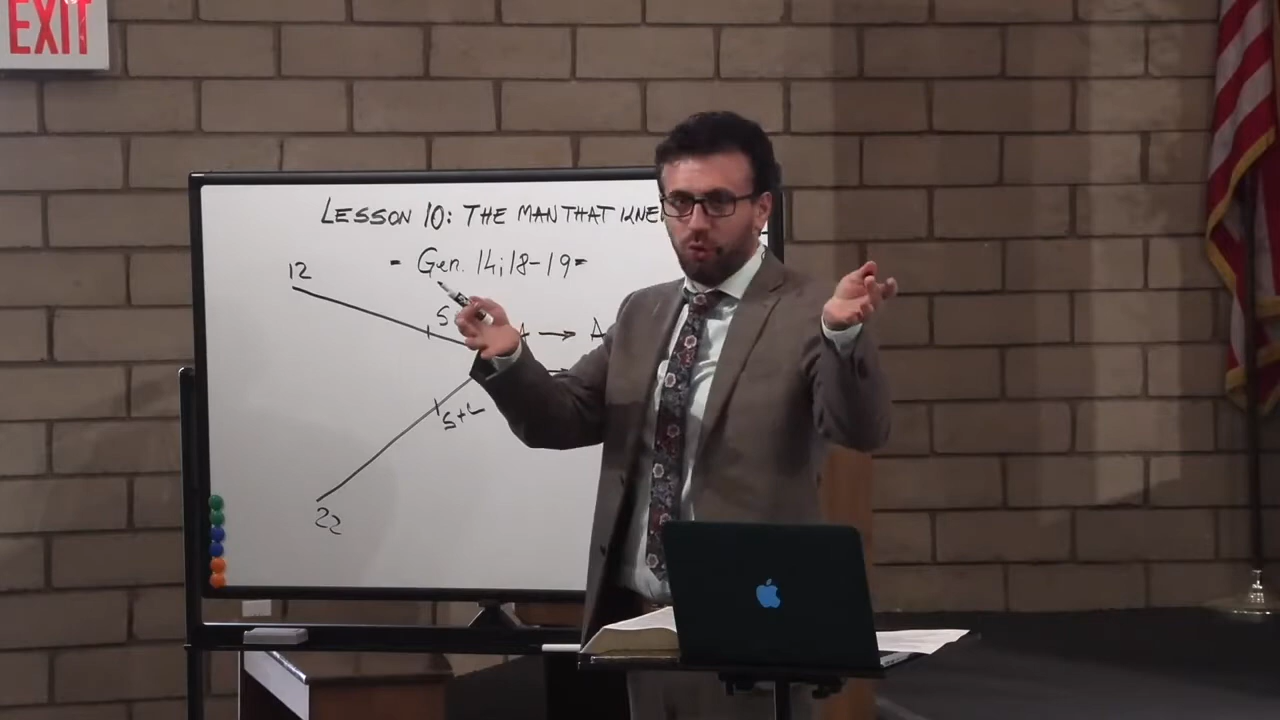 EXIT
LESSON 10: THE MAN THAT KNE
- Gen. 14:18-19 -
12
S
A → A
S+L
22